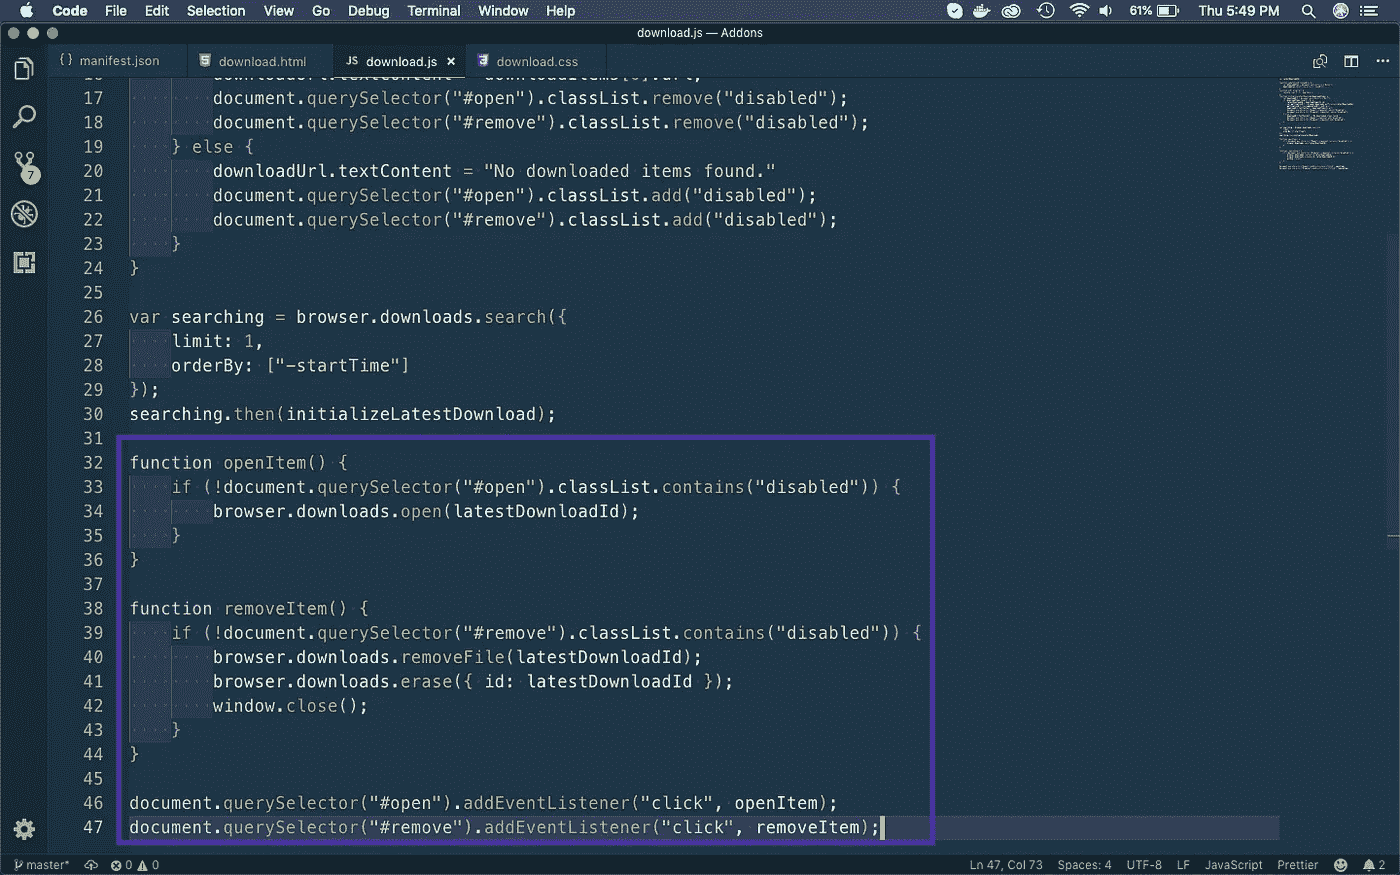 Code File Edit Selection View Go Debug Terminal Window Help 61% Thu 5:49 PM
download.js — Addons
{} manifest.json download.html JS download.js × download.css
17 document.querySelector("#open").classList.remove("disabled");
18 document.querySelector("#remove").classList.remove("disabled");
19 } else {
20 downloadUrl.textContent = "No downloaded items found."
21 document.querySelector("#open").classList.add("disabled");
22 document.querySelector("#remove").classList.add("disabled");
23 }
24 }
25
26 var searching = browser.downloads.search({
27 limit: 1,
28 orderBy: ["-startTime"]
29 });
30 searching.then(initializeLatestDownload);
31
32 function openItem() {
33 if (!document.querySelector("#open").classList.contains("disabled")) {
34 browser.downloads.open(latestDownloadId);
35 }
36 }
37
38 function removeItem() {
39 if (!document.querySelector("#remove").classList.contains("disabled")) {
40 browser.downloads.removeFile(latestDownloadId);
41 browser.downloads.erase({ id: latestDownloadId });
42 window.close();
43 }
44 }
45
46 document.querySelector("#open").addEventListener("click", openItem);
47 document.querySelector("#remove").addEventListener("click", removeItem);
7
master* 0 0 Ln 47, Col 73 Spaces: 4 UTF-8 LF JavaScript Prettier 2